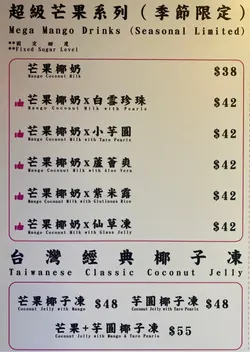 超級芒果系列（季節限定）
Mega Mango Drinks (Seasonal Limited)
**固定甜度
**Fixed Sugar Level
芒果椰奶 $38
Mango Coconut Milk
芒果椰奶x白雲珍珠 $42
Mango Coconut Milk with
芒果椰奶x小芋圓 $42
Mango Coconut Milk with Taro Pearls
芒果椰奶x蘆薈爽 $42
Mango Coconut Milk with Aloe Vera
芒果椰奶x紫米露 $42
Mango Coconut Milk with Glutinous Rice
芒果椰奶x仙草凍 $42
Mango Coconut Milk with Glass Jelly
台灣經典椰子凍
Taiwanese Classic Coconut Jelly
芒果椰子凍 $48 芋圓椰子凍 $48
Coconut Jelly with Mango Coconut Jelly with Taro Pearls
芒果+芋圓椰子凍 $55
Coconut Jelly with Mango & Taro Pearls